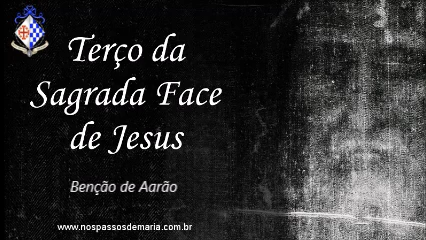 Terço da
Sagrada Face
de Jesus
Benção de Aarão
www.nospassosdemaria.com.br